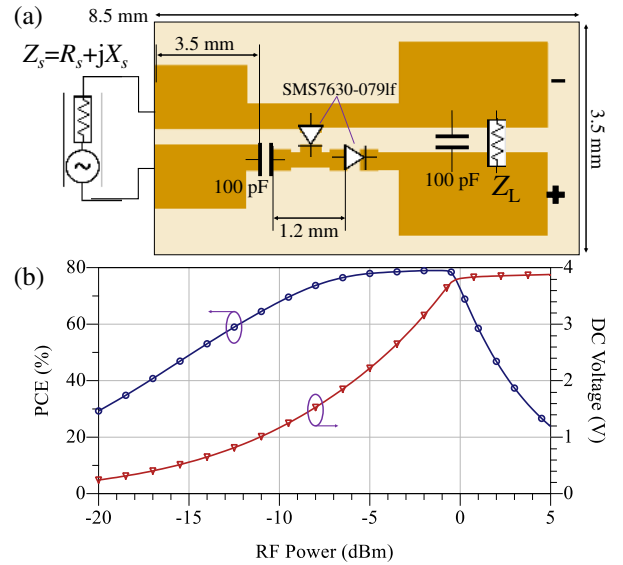 (a)
8.5 mm
3.5 mm
Zs=Rs+jXs
SMS7630-079lf
3.5 mm
100 pF
100 pF
ZL
1.2 mm
(b)
80
60
40
20
0
PCE (%)
4
3
2
1
0
DC Voltage (V)
-20
-15
-10
-5
0
5
RF Power (dBm)